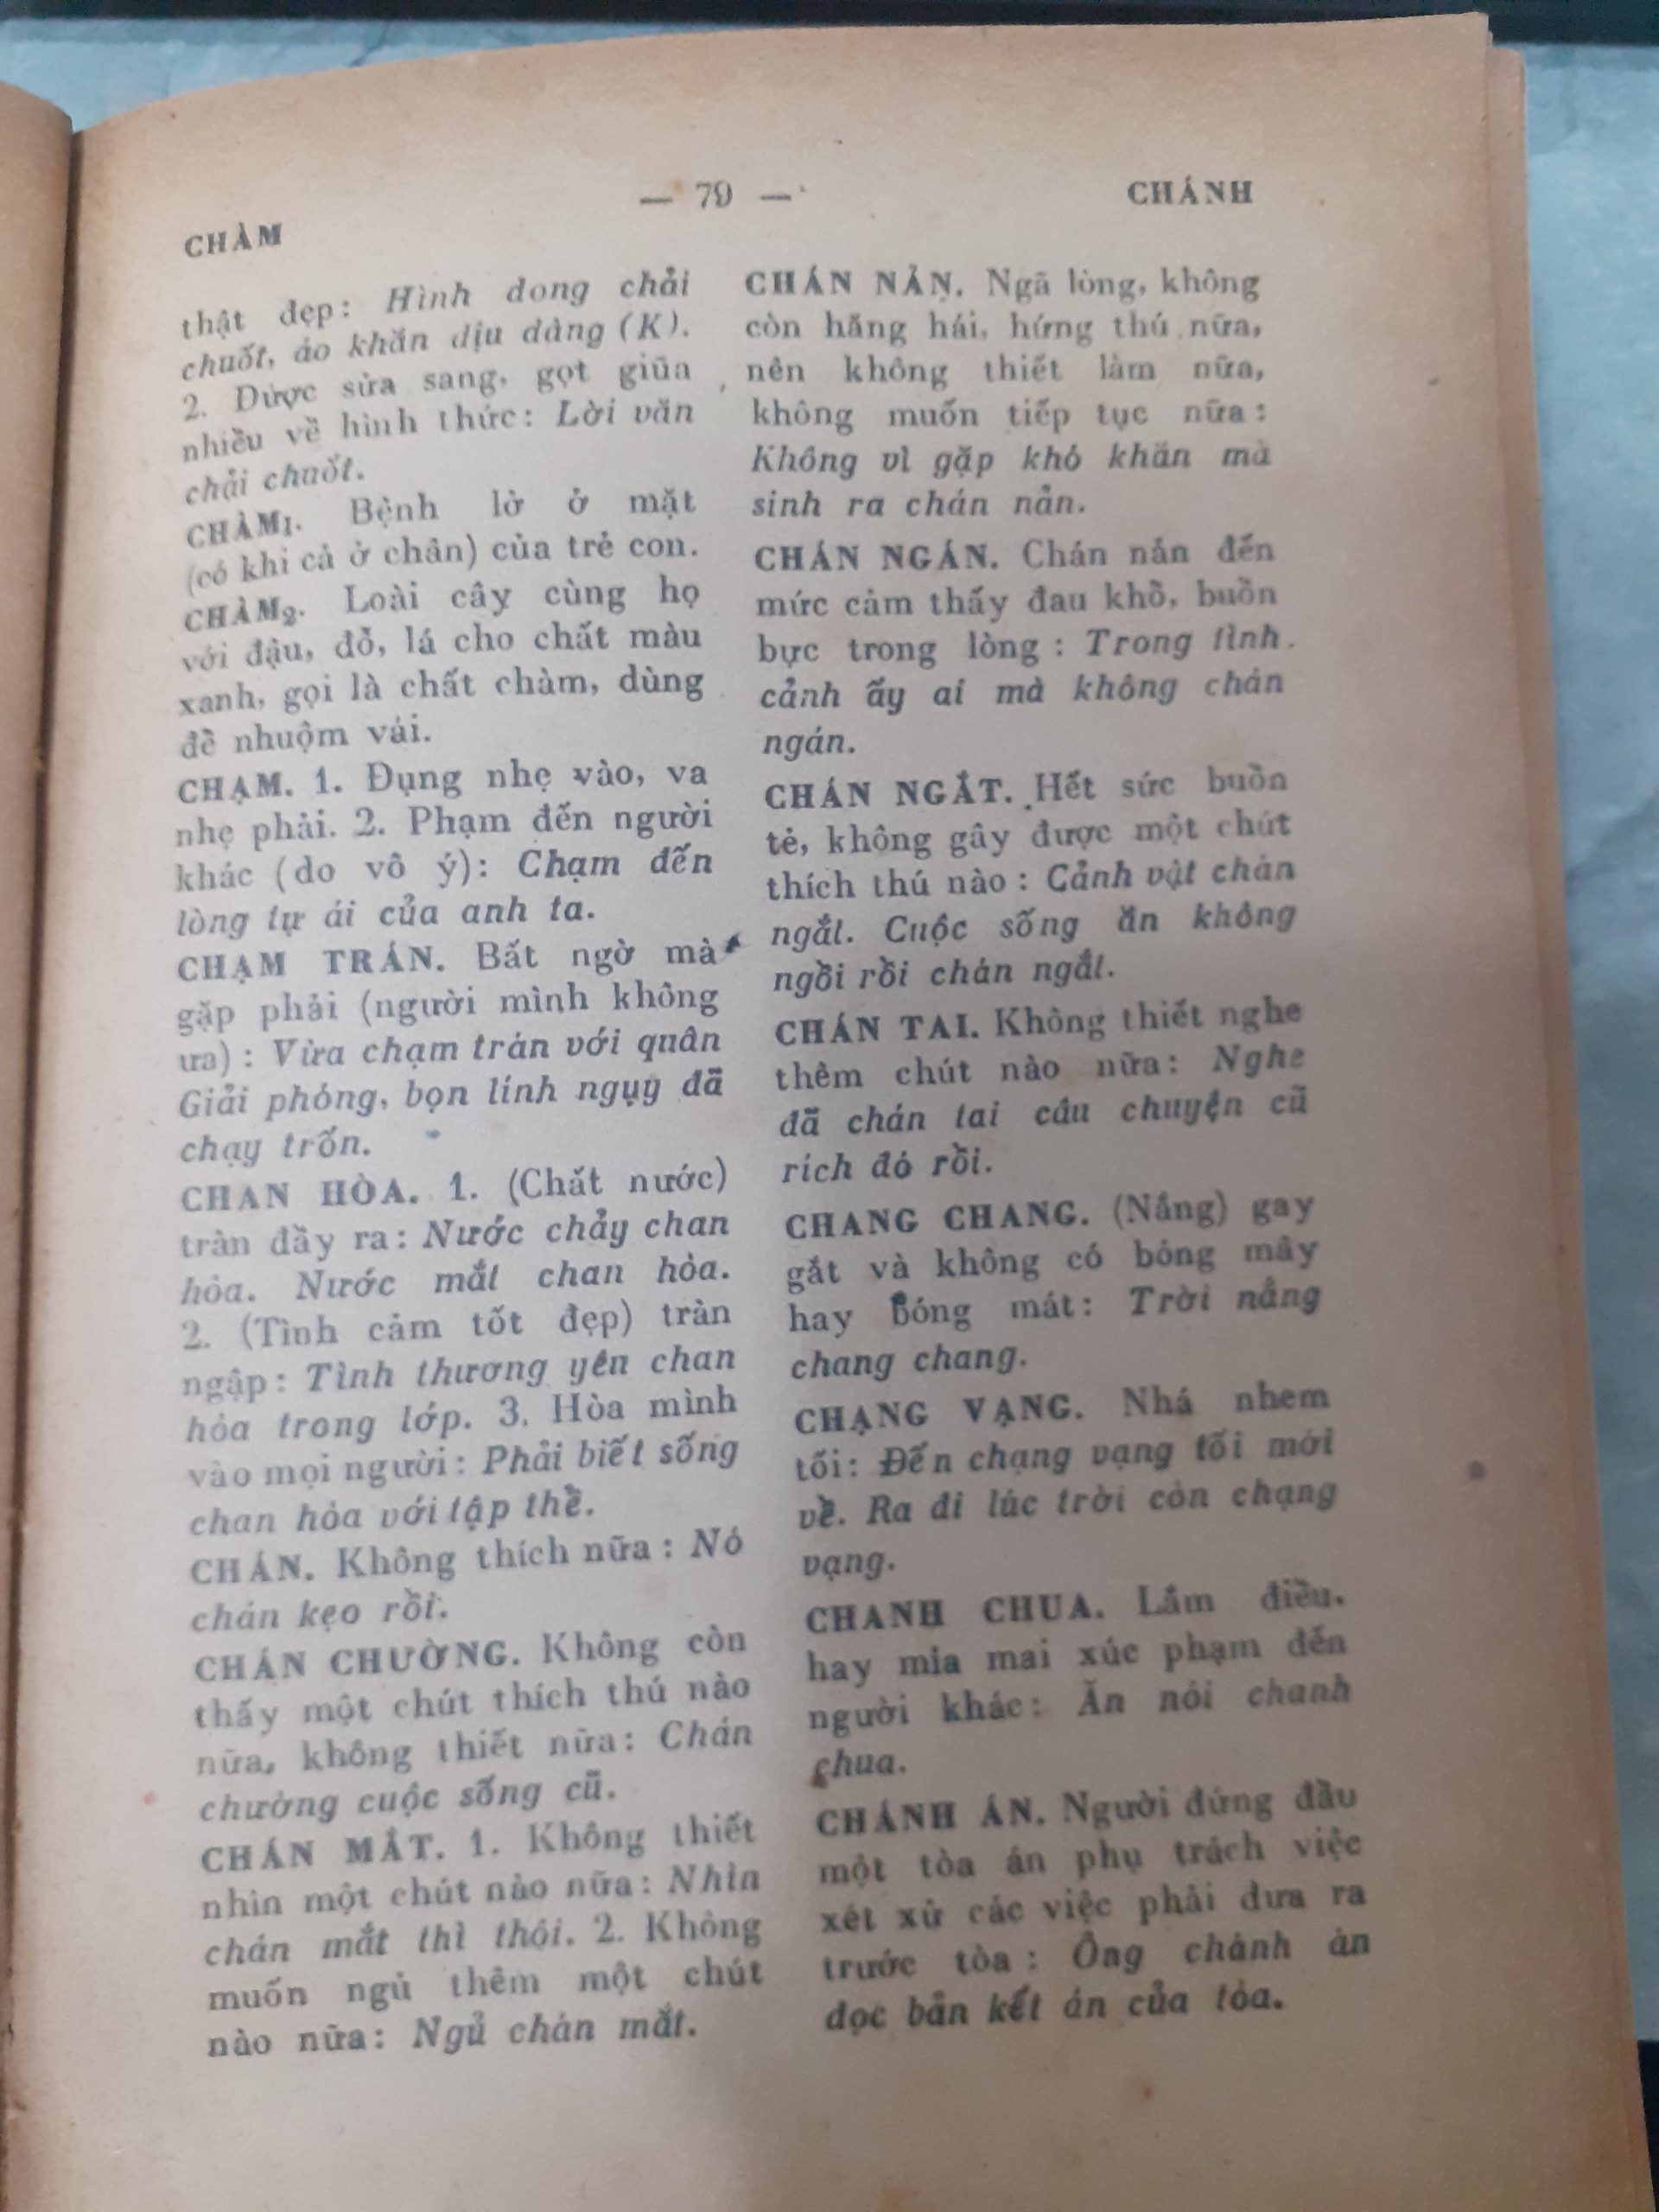 — 79 —
CHÀM
CHÁNH
thật đẹp: Hình dong chải
chuốt, áo khăn dịu dàng (K).
2. Được sửa sang, gọt giũa
nhiều về hình thức: Lời văn
chải chuốt.
CHÀM1. Bệnh lở ở mặt
(có khi cả ở chân) của trẻ con.
CHÀM2. Loài cây cùng họ
với đậu, đỗ, lá cho chất màu
xanh, gọi là chất chàm, dùng
để nhuộm vải.
CHẠM. 1. Đụng nhẹ vào, va
nhẹ phải. 2. Phạm đến người
khác (do vô ý): Chạm đến
lòng tự ái của anh ta.
CHẠM TRÁN. Bất ngờ mà
gặp phải (người mình không
ưa) : Vừa chạm trán với quân
Giải phóng, bọn lính ngụy đã
chạy trốn.
CHAN HÒA. 1. (Chất nước)
tràn đầy ra: Nước chảy chan
hòa. Nước mắt chan hòa.
2. (Tình cảm tốt đẹp) tràn
ngập: Tình thương yên chan
hòa trong lớp. 3. Hòa mình
vào mọi người: Phải biết sống
chan hòa với tập thể.
CHÁN. Không thích nữa : Nó
chán kẹo rồi.
CHÁN CHƯỜNG. Không còn
thấy một chút thích thú nào
nữa, không thiết nữa: Chán
chường cuộc sống cũ.
CHÁN MẮT. 1. Không thiết
nhìn một chút nào nữa: Nhìn
chán mắt thì thôi. 2. Không
muốn ngủ thêm một chút
nào nữa: Ngủ chán mắt.
CHÁN NẢN. Ngã lòng, không
còn hăng hái, hứng thú nữa,
nên không thiết làm nữa,
không muốn tiếp tục nữa :
Không vì gặp khó khăn mà
sinh ra chán nản.
CHÁN NGÁN. Chán nản đến
mức cảm thấy đau khổ, buồn
bực trong lòng : Trong tình
cảnh ấy ai mà không chán
ngán.
CHÁN NGẮT. Hết sức buồn
tẻ, không gây được một chút
thích thú nào : Cảnh vật chán
ngắt. Cuộc sống ăn không
ngồi rồi chán ngắt.
CHÁN TAI. Không thiết nghe
thêm chút nào nữa: Nghe
đã chán tai câu chuyện cũ
rích đó rồi.
CHANG CHANG. (Nắng) gay
gắt và không có bóng mây
hay bóng mát: Trời nắng
chang chang.
CHẠNG VẠNG. Nhá nhem
tối: Đến chạng vạng tối mới
về. Ra đi lúc trời còn chạng
vạng.
CHANH CHUA. Lắm điều,
hay mỉa mai xúc phạm đến
người khác: Ăn nói chanh
chua.
CHÁNH ÁN. Người đứng đầu
một tòa án phụ trách việc
xét xử các việc phải đưa ra
trước tòa : Ông chánh án
đọc bản kết án của tòa.